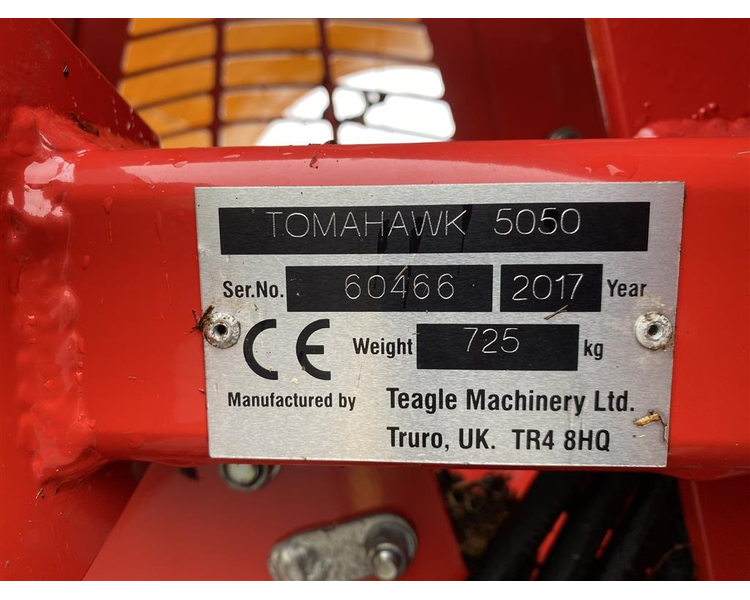 TOMAHAWK 5050
Ser.No. 60466 2017 Year
CE Weight 725 kg
Manufactured by Teagle Machinery Ltd.
Truro, UK. TR4 8HQ